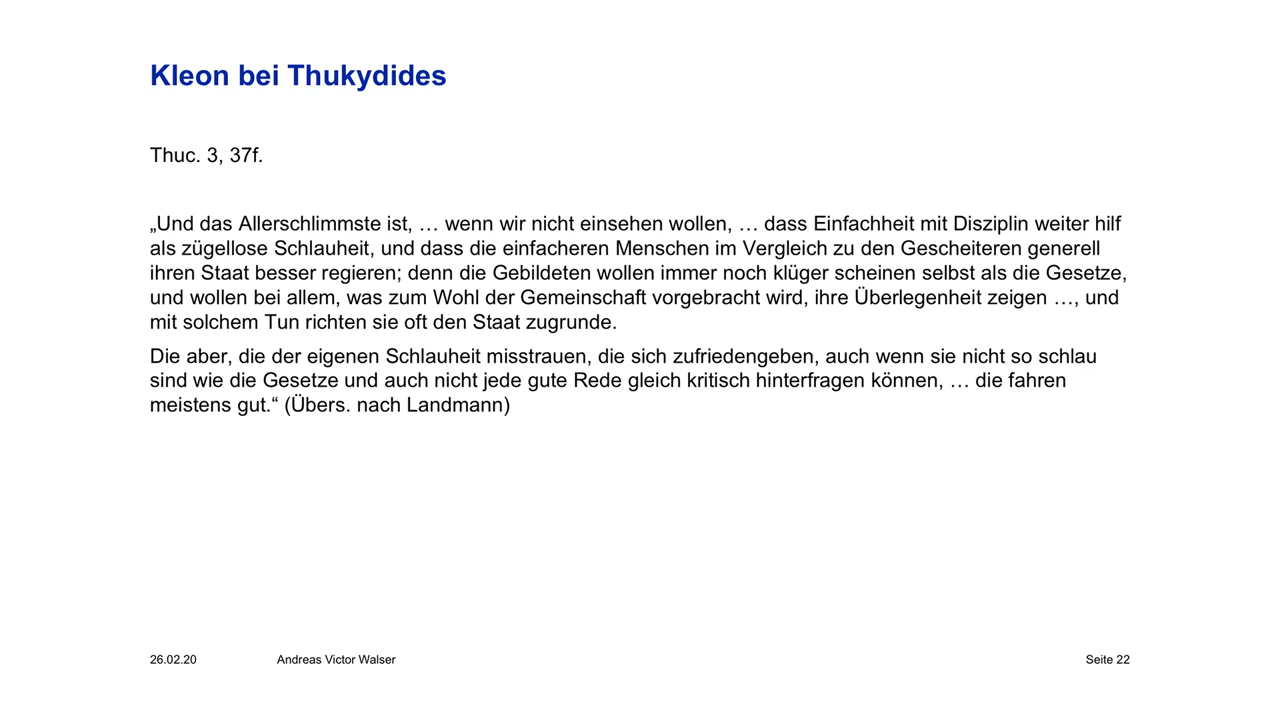 Kleon bei Thukydides
Thuc. 3, 37f.
„Und das Allerschlimmste ist, … wenn wir nicht einsehen wollen, … dass Einfachheit mit Disziplin weiter hilf
als zügellose Schlauheit, und dass die einfacheren Menschen im Vergleich zu den Gescheiteren generell
ihren Staat besser regieren; denn die Gebildeten wollen immer noch klüger scheinen selbst als die Gesetze,
und wollen bei allem, was zum Wohl der Gemeinschaft vorgebracht wird, ihre Überlegenheit zeigen …, und
mit solchem Tun richten sie oft den Staat zugrunde.
Die aber, die der eigenen Schlauheit misstrauen, die sich zufriedengeben, auch wenn sie nicht so schlau
sind wie die Gesetze und auch nicht jede gute Rede gleich kritisch hinterfragen können, … die fahren
meistens gut.“ (Übers. nach Landmann)
26.02.20 Andreas Victor Walser Seite 22